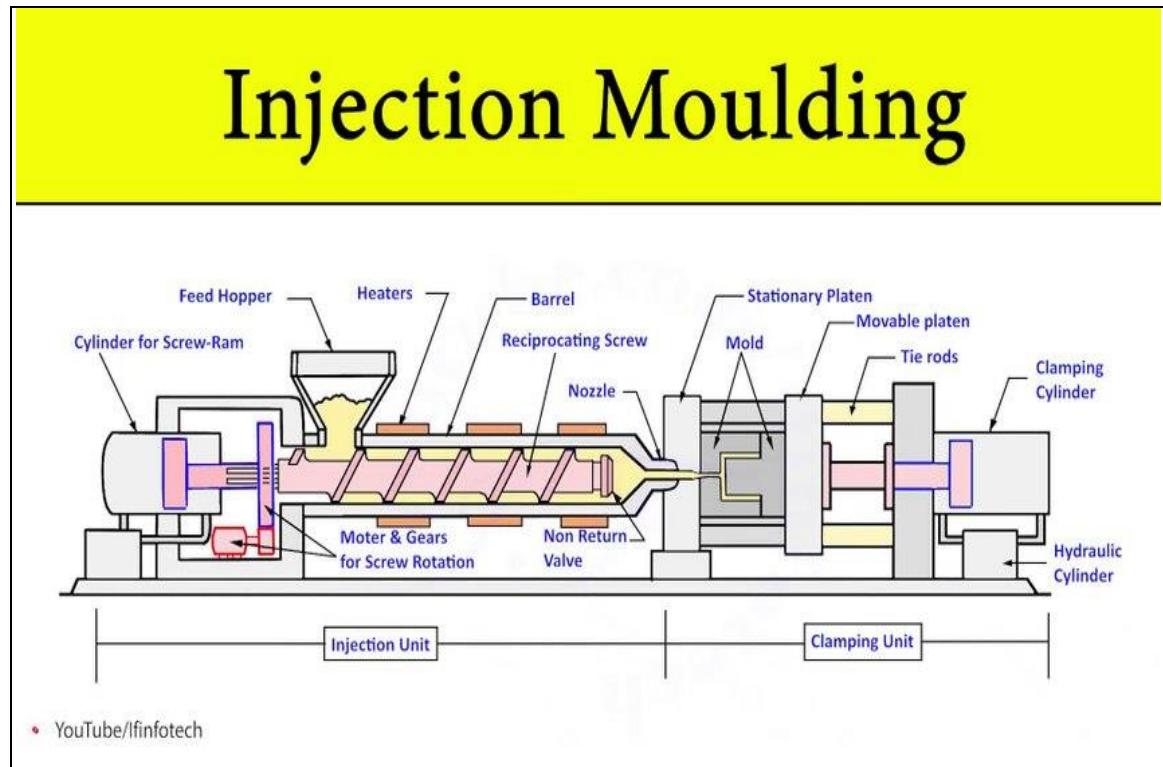 Injection Moulding
Feed Hopper
Heaters
Barrel
Stationary Platen
Movable platen
Cylinder for Screw-Ram
Reciprocating Screw
Mold
Tie rods
Clamping
Cylinder
Nozzle
Moter & Gears
for Screw Rotation
Non Return
Valve
Hydraulic
Cylinder
Injection Unit
Clamping Unit
YouTube/Ifinfotech